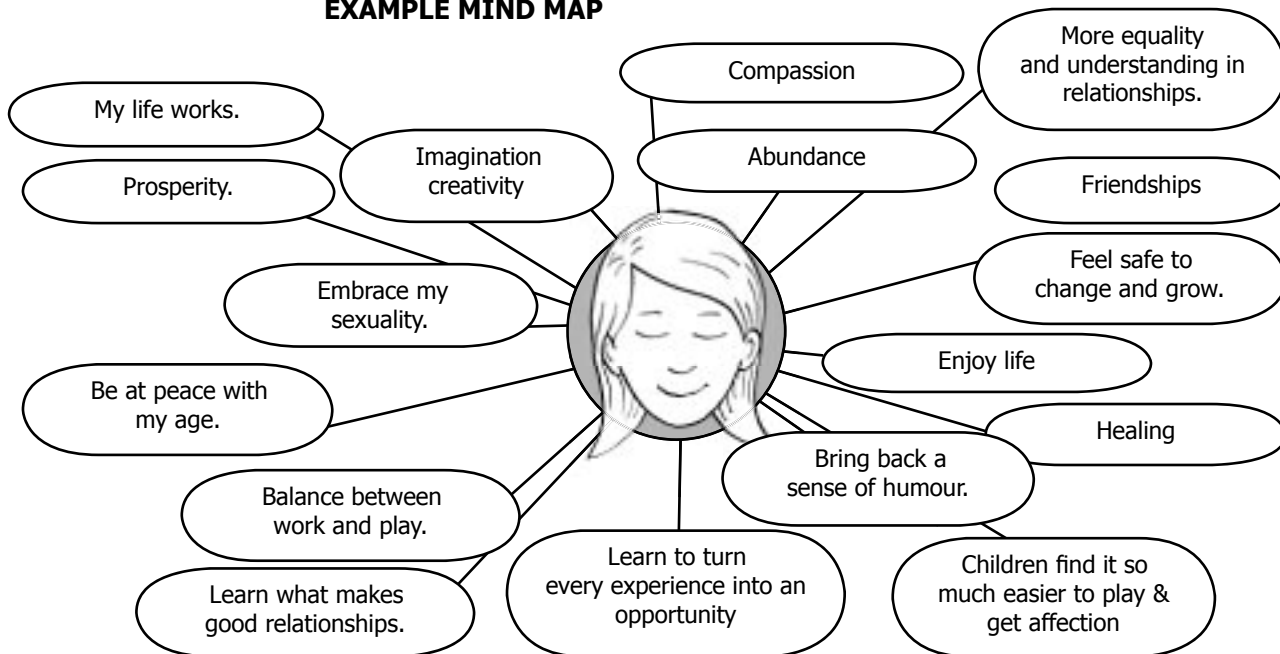 EXAMPLE MIND MAP
More equality
and understanding in
relationships.
Compassion
My life works.
Imagination
creativity
Abundance
Prosperity.
Friendships
Feel safe to
change and grow.
Embrace my
sexuality.
Enjoy life
Be at peace with
my age.
Healing
Bring back a
sense of humour.
Balance between
work and play.
Learn to turn
every experience into an
opportunity
Children find it so
much easier to play &
get affection
Learn what makes
good relationships.